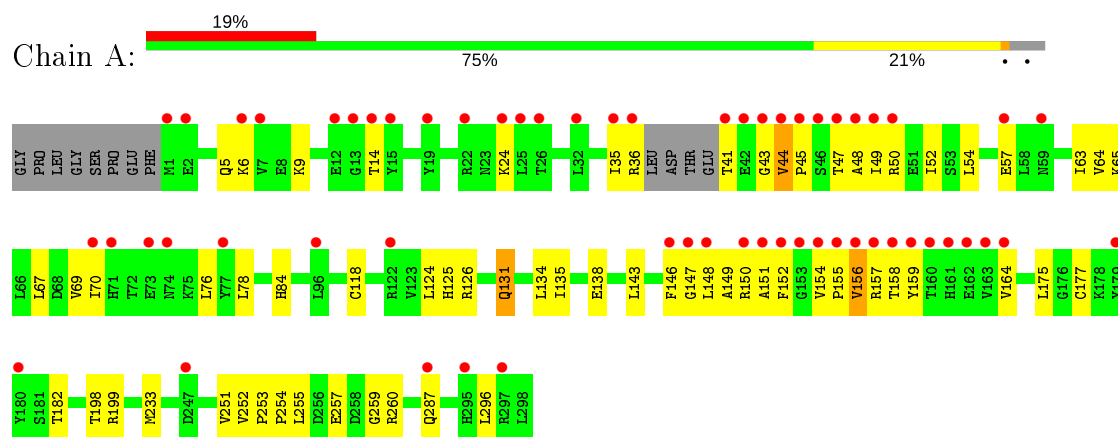 19%
Chain A:
75% 21% • •
GLY PRO LEU GLY SER PRO GLU PHE M1 E2 Q5 K6 V7 E8 K9 E12 G13 T14 Y15 Y19 R22 N23 K24 L25 T26 L32 I35 R36 LEU ASP THR GLU T41 E42 G43 V44 P45 S46 T47 A48 I49 R50 E51 I52 S53 L54 E57 L58 N59 I63 V64 K65
L66 L67 D68 V69 I70 H71 T72 E73 N74 K75 L76 Y77 L78 H84 L96 C118 R122 V123 L124 H125 R126 Q131 L134 I135 E138 L143 F146 G147 L148 A149 R150 A151 F152 G153 V154 P155 V156 R157 T158 Y159 T160 H161 E162 V163 V164 L175 G176 C177 K178 Y179
Y180 S181 T182 T198 R199 M233 D247 V251 V252 P253 P254 L255 D256 E257 D258 G259 R260 Q287 H295 L296 R297 L298